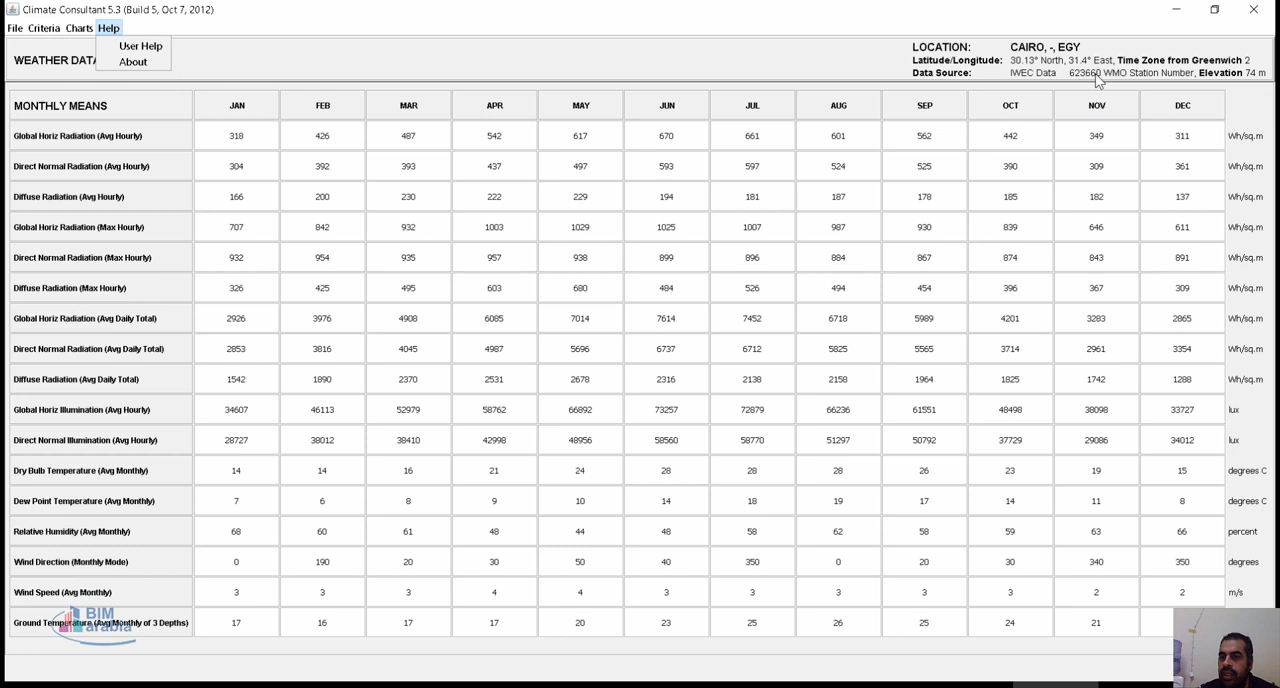 Climate Consultant 5.3 (Build 5, Oct 7, 2012)
File Criteria Charts Help
User Help
About
WEATHER DATA
LOCATION: CAIRO, -, EGY
Latitude/Longitude: 30.13° North, 31.4° East, Time Zone from Greenwich 2
Data Source: IWEC Data 623660 WMO Station Number, Elevation 74 m
MONTHLY MEANS JAN FEB MAR APR MAY JUN JUL AUG SEP OCT NOV DEC
Global Horiz Radiation (Avg Hourly) 318 426 487 542 617 670 661 601 562 442 349 311 Wh/sq.m
Direct Normal Radiation (Avg Hourly) 304 392 393 437 497 593 597 524 525 390 309 361 Wh/sq.m
Diffuse Radiation (Avg Hourly) 166 200 230 222 229 194 181 187 178 185 182 137 Wh/sq.m
Global Horiz Radiation (Max Hourly) 707 842 932 1003 1029 1025 1007 987 930 839 646 611 Wh/sq.m
Direct Normal Radiation (Max Hourly) 932 954 935 957 938 899 896 884 867 874 843 891 Wh/sq.m
Diffuse Radiation (Max Hourly) 326 425 495 603 680 484 526 494 454 396 367 309 Wh/sq.m
Global Horiz Radiation (Avg Daily Total) 2926 3976 4908 6085 7014 7614 7452 6718 5989 4201 3283 2865 Wh/sq.m
Direct Normal Radiation (Avg Daily Total) 2853 3816 4045 4987 5696 6737 6712 5825 5565 3714 2961 3354 Wh/sq.m
Diffuse Radiation (Avg Daily Total) 1542 1890 2370 2531 2678 2316 2138 2158 1964 1825 1742 1288 Wh/sq.m
Global Horiz Illumination (Avg Hourly) 34607 46113 52979 58762 66892 73257 72879 66236 61551 48498 38098 33727 lux
Direct Normal Illumination (Avg Hourly) 28727 38012 38410 42998 48956 58560 58770 51297 50792 37729 29086 34012 lux
Dry Bulb Temperature (Avg Monthly) 14 14 16 21 24 28 28 28 26 23 19 15 degrees C
Dew Point Temperature (Avg Monthly) 7 6 8 9 10 14 18 19 17 14 11 8 degrees C
Relative Humidity (Avg Monthly) 68 60 61 48 44 48 58 62 58 59 63 66 percent
Wind Direction (Monthly Mode) 0 190 20 30 50 40 350 0 20 30 340 350 degrees
Wind Speed (Avg Monthly) 3 3 3 4 4 3 3 3 3 3 2 2 m/s
Ground Temperature (Avg Monthly of 3 Depths) 17 16 17 17 20 23 25 26 25 24 21
BIM
arabia